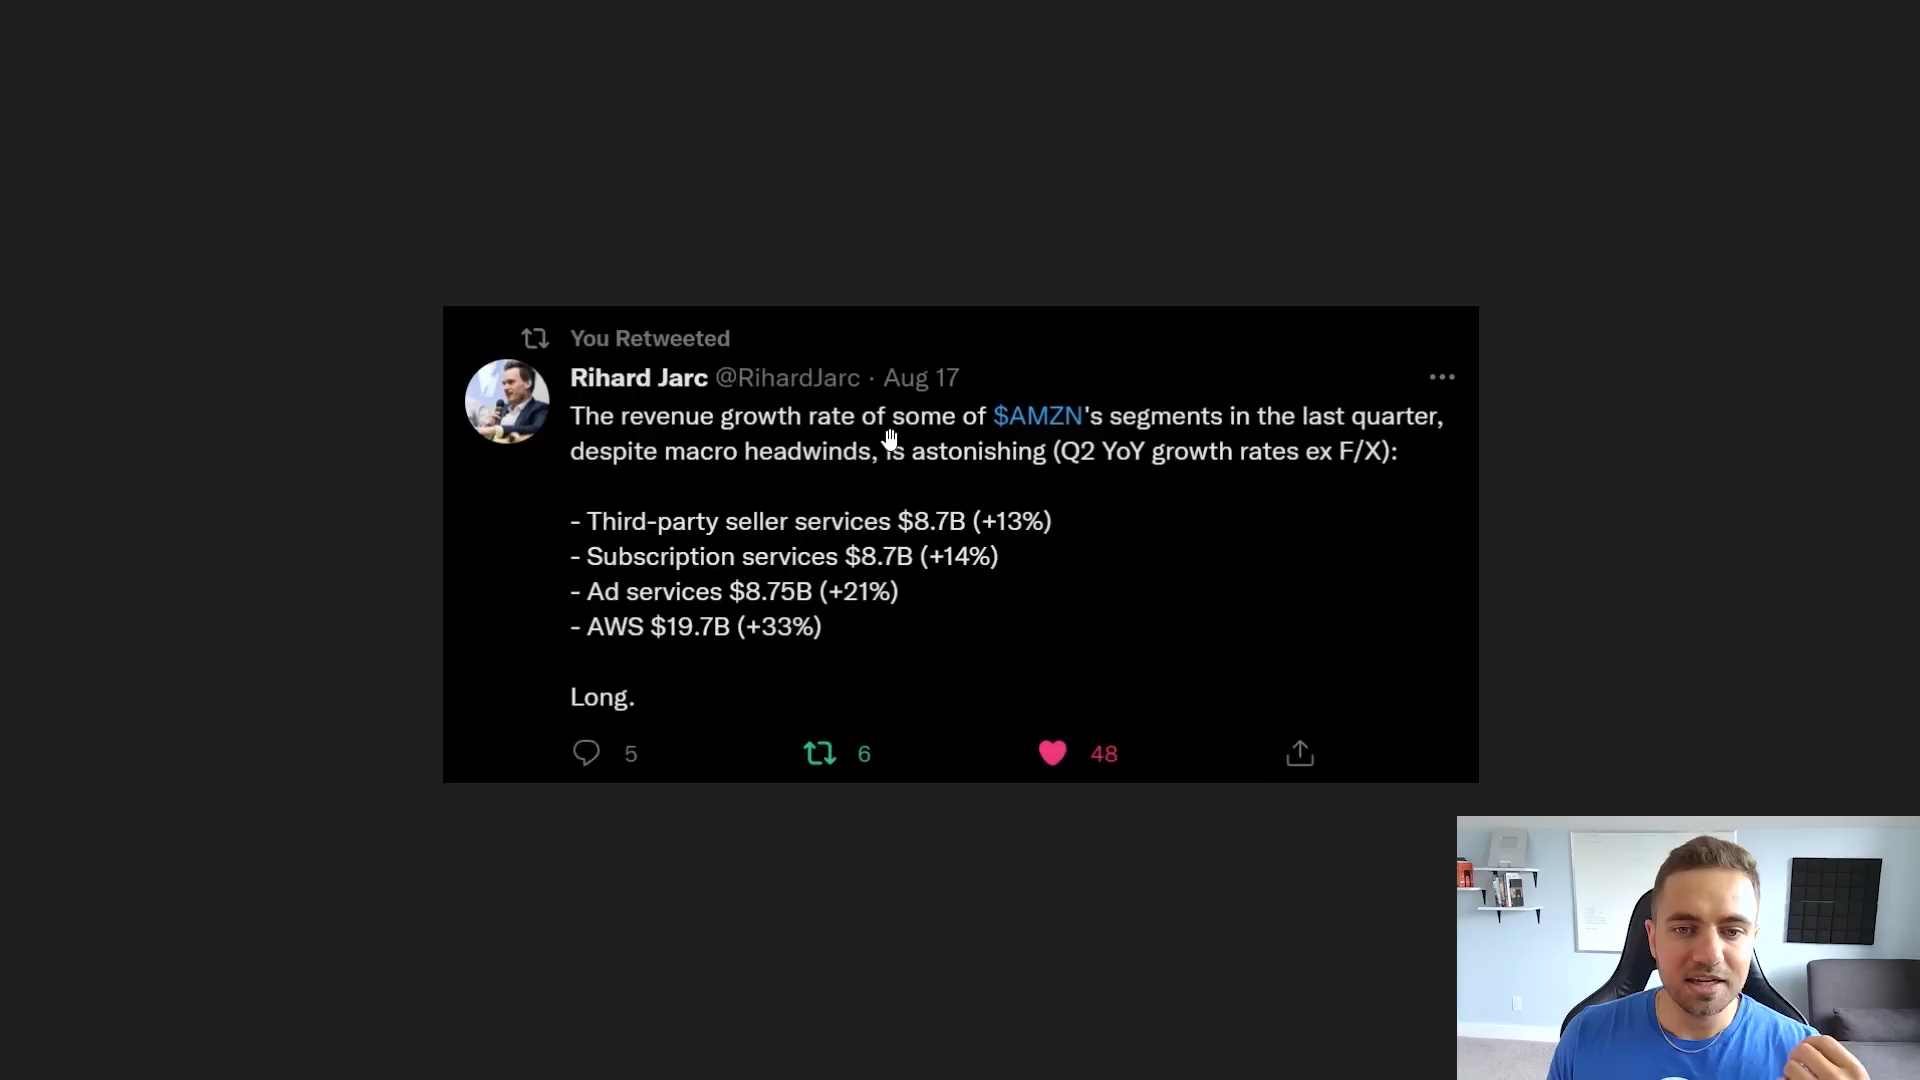 You Retweeted
Rihard Jarc @RihardJarc · Aug 17
The revenue growth rate of some of $AMZN's segments in the last quarter,
despite macro headwinds, is astonishing (Q2 YoY growth rates ex F/X):
- Third-party seller services $8.7B (+13%)
- Subscription services $8.7B (+14%)
- Ad services $8.75B (+21%)
- AWS $19.7B (+33%)
Long.
5 6 48